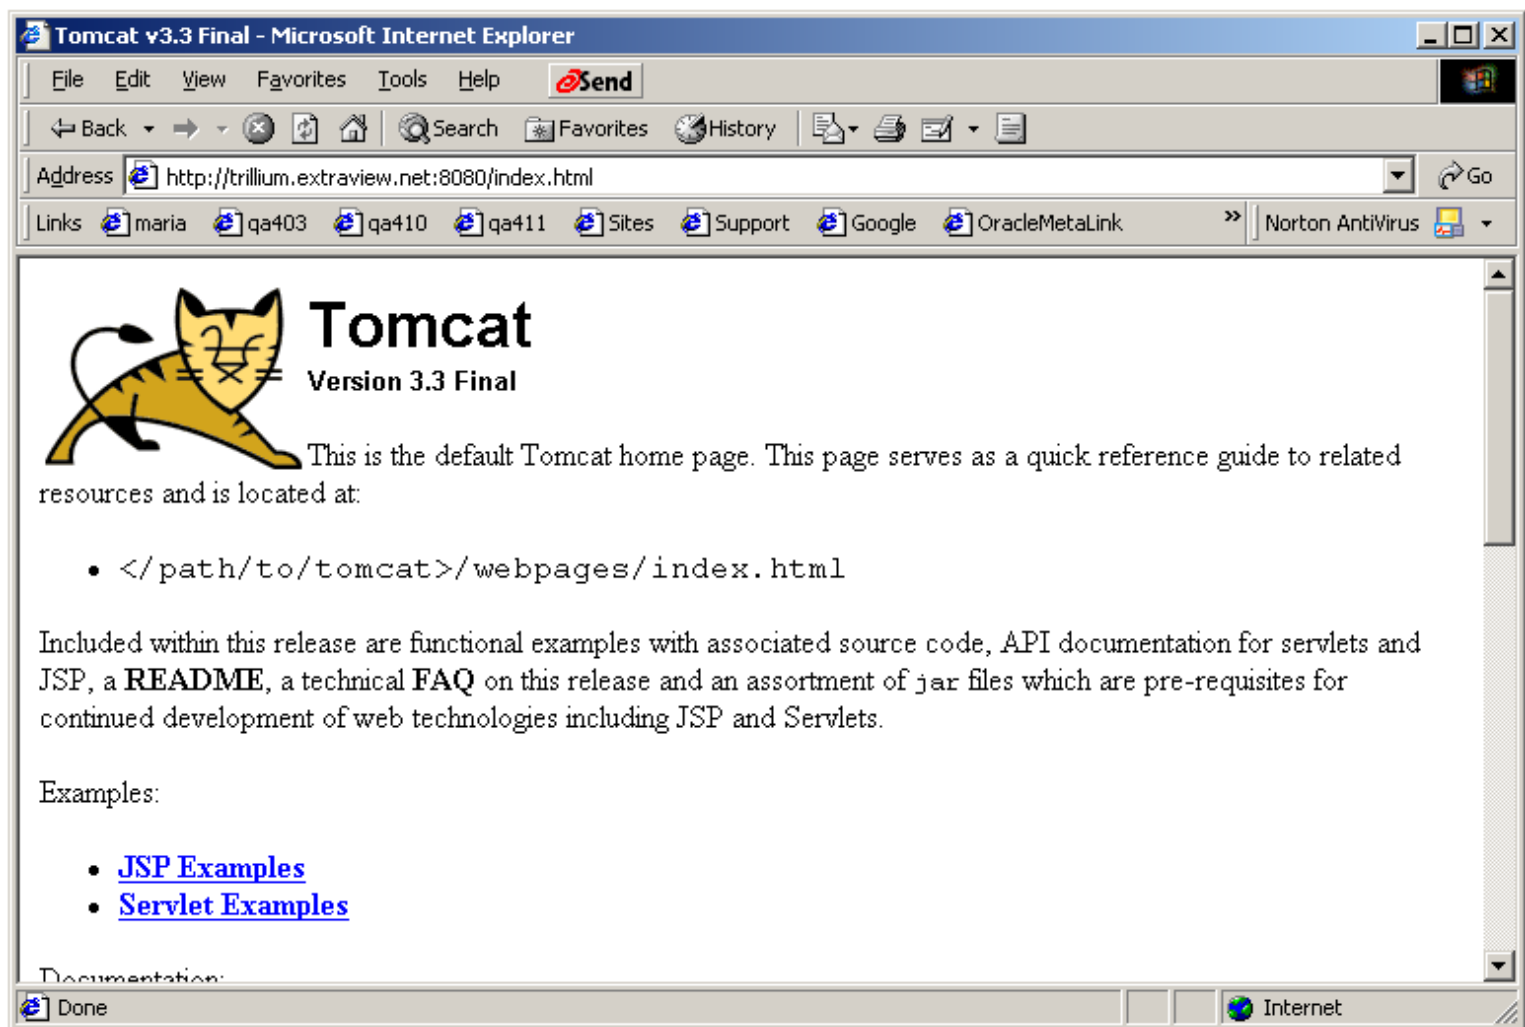 Tomcat v3.3 Final - Microsoft Internet Explorer
File Edit View Favorites Tools Help Send
Back Search Favorites History
Address http://trillium.extraview.net:8080/index.html Go
Links maria qa403 qa410 qa411 Sites Support Google OracleMetaLink » Norton AntiVirus
Tomcat
Version 3.3 Final
This is the default Tomcat home page. This page serves as a quick reference guide to related
resources and is located at:
• </path/to/tomcat>/webpages/index.html
Included within this release are functional examples with associated source code, API documentation for servlets and
JSP, a README, a technical FAQ on this release and an assortment of jar files which are pre-requisites for
continued development of web technologies including JSP and Servlets.
Examples:
• JSP Examples
• Servlet Examples
Documentation:
Done Internet